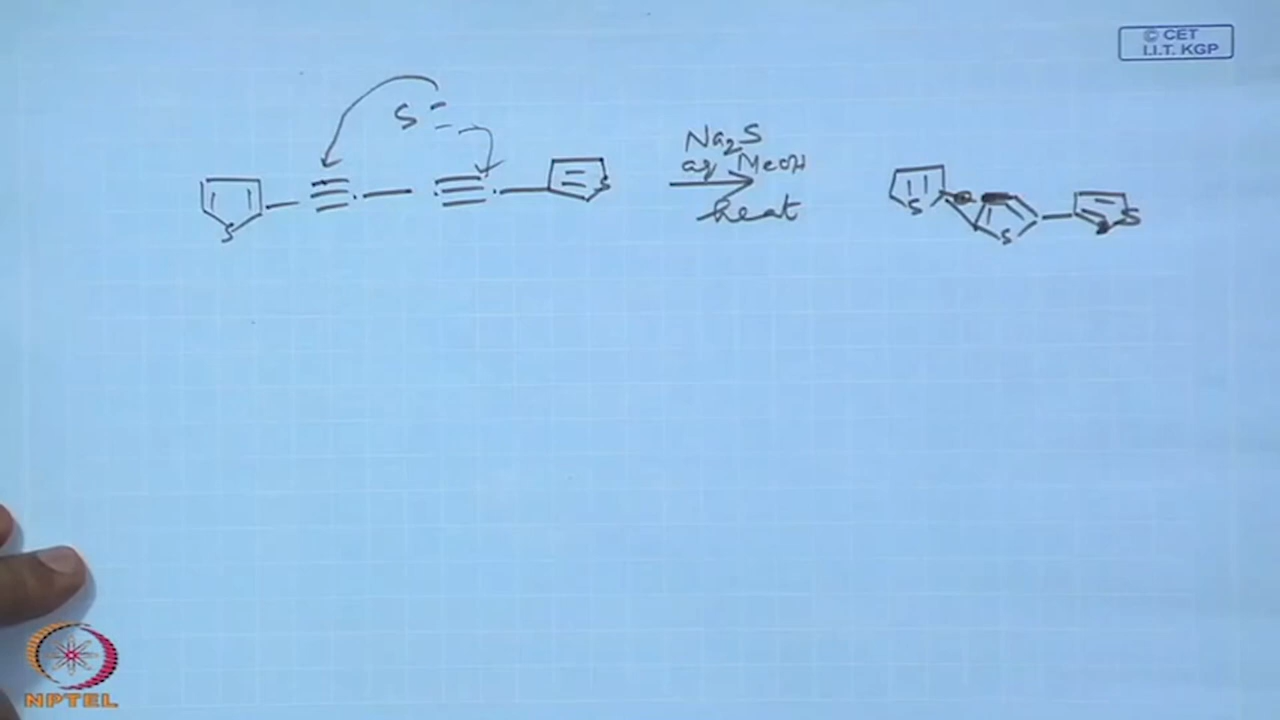 © CET
I.I.T. KGP
S=
Na₂S
aq MeOH
heat
S
S
S
S
S
NPTEL